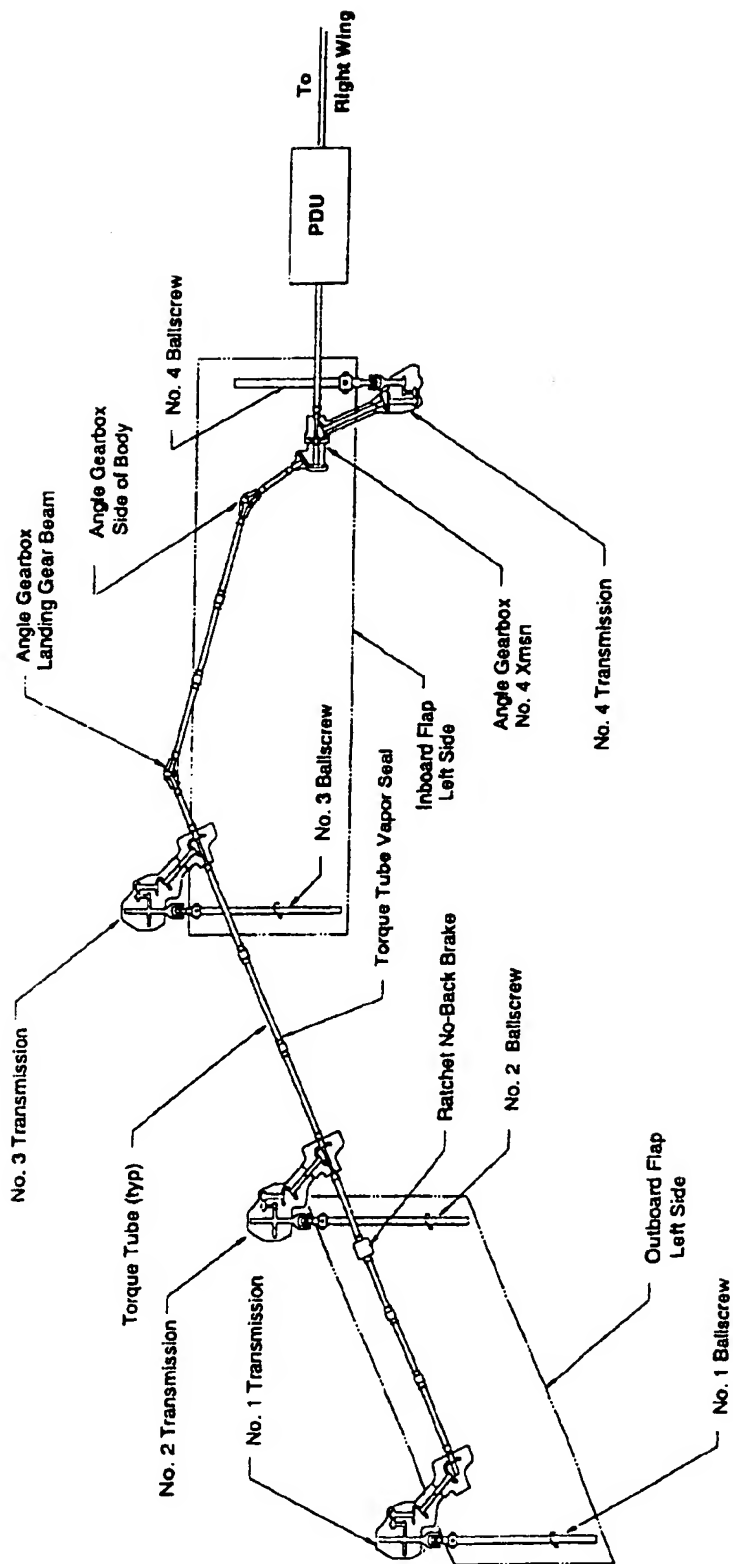 No. 3 Transmission
Torque Tube (typ)
No. 2 Transmission
No. 1 Transmission
Angle Gearbox
Landing Gear Beam
Angle Gearbox
Side of Body
No. 4 Ballscrew
PDU
To
Right Wing
No. 3 Ballscrew
Torque Tube Vapor Seal
Ratchet No-Back Brake
No. 2 Ballscrew
Inboard Flap
Left Side
Angle Gearbox
No. 4 Xmsn
No. 4 Transmission
Outboard Flap
Left Side
No. 1 Ballscrew